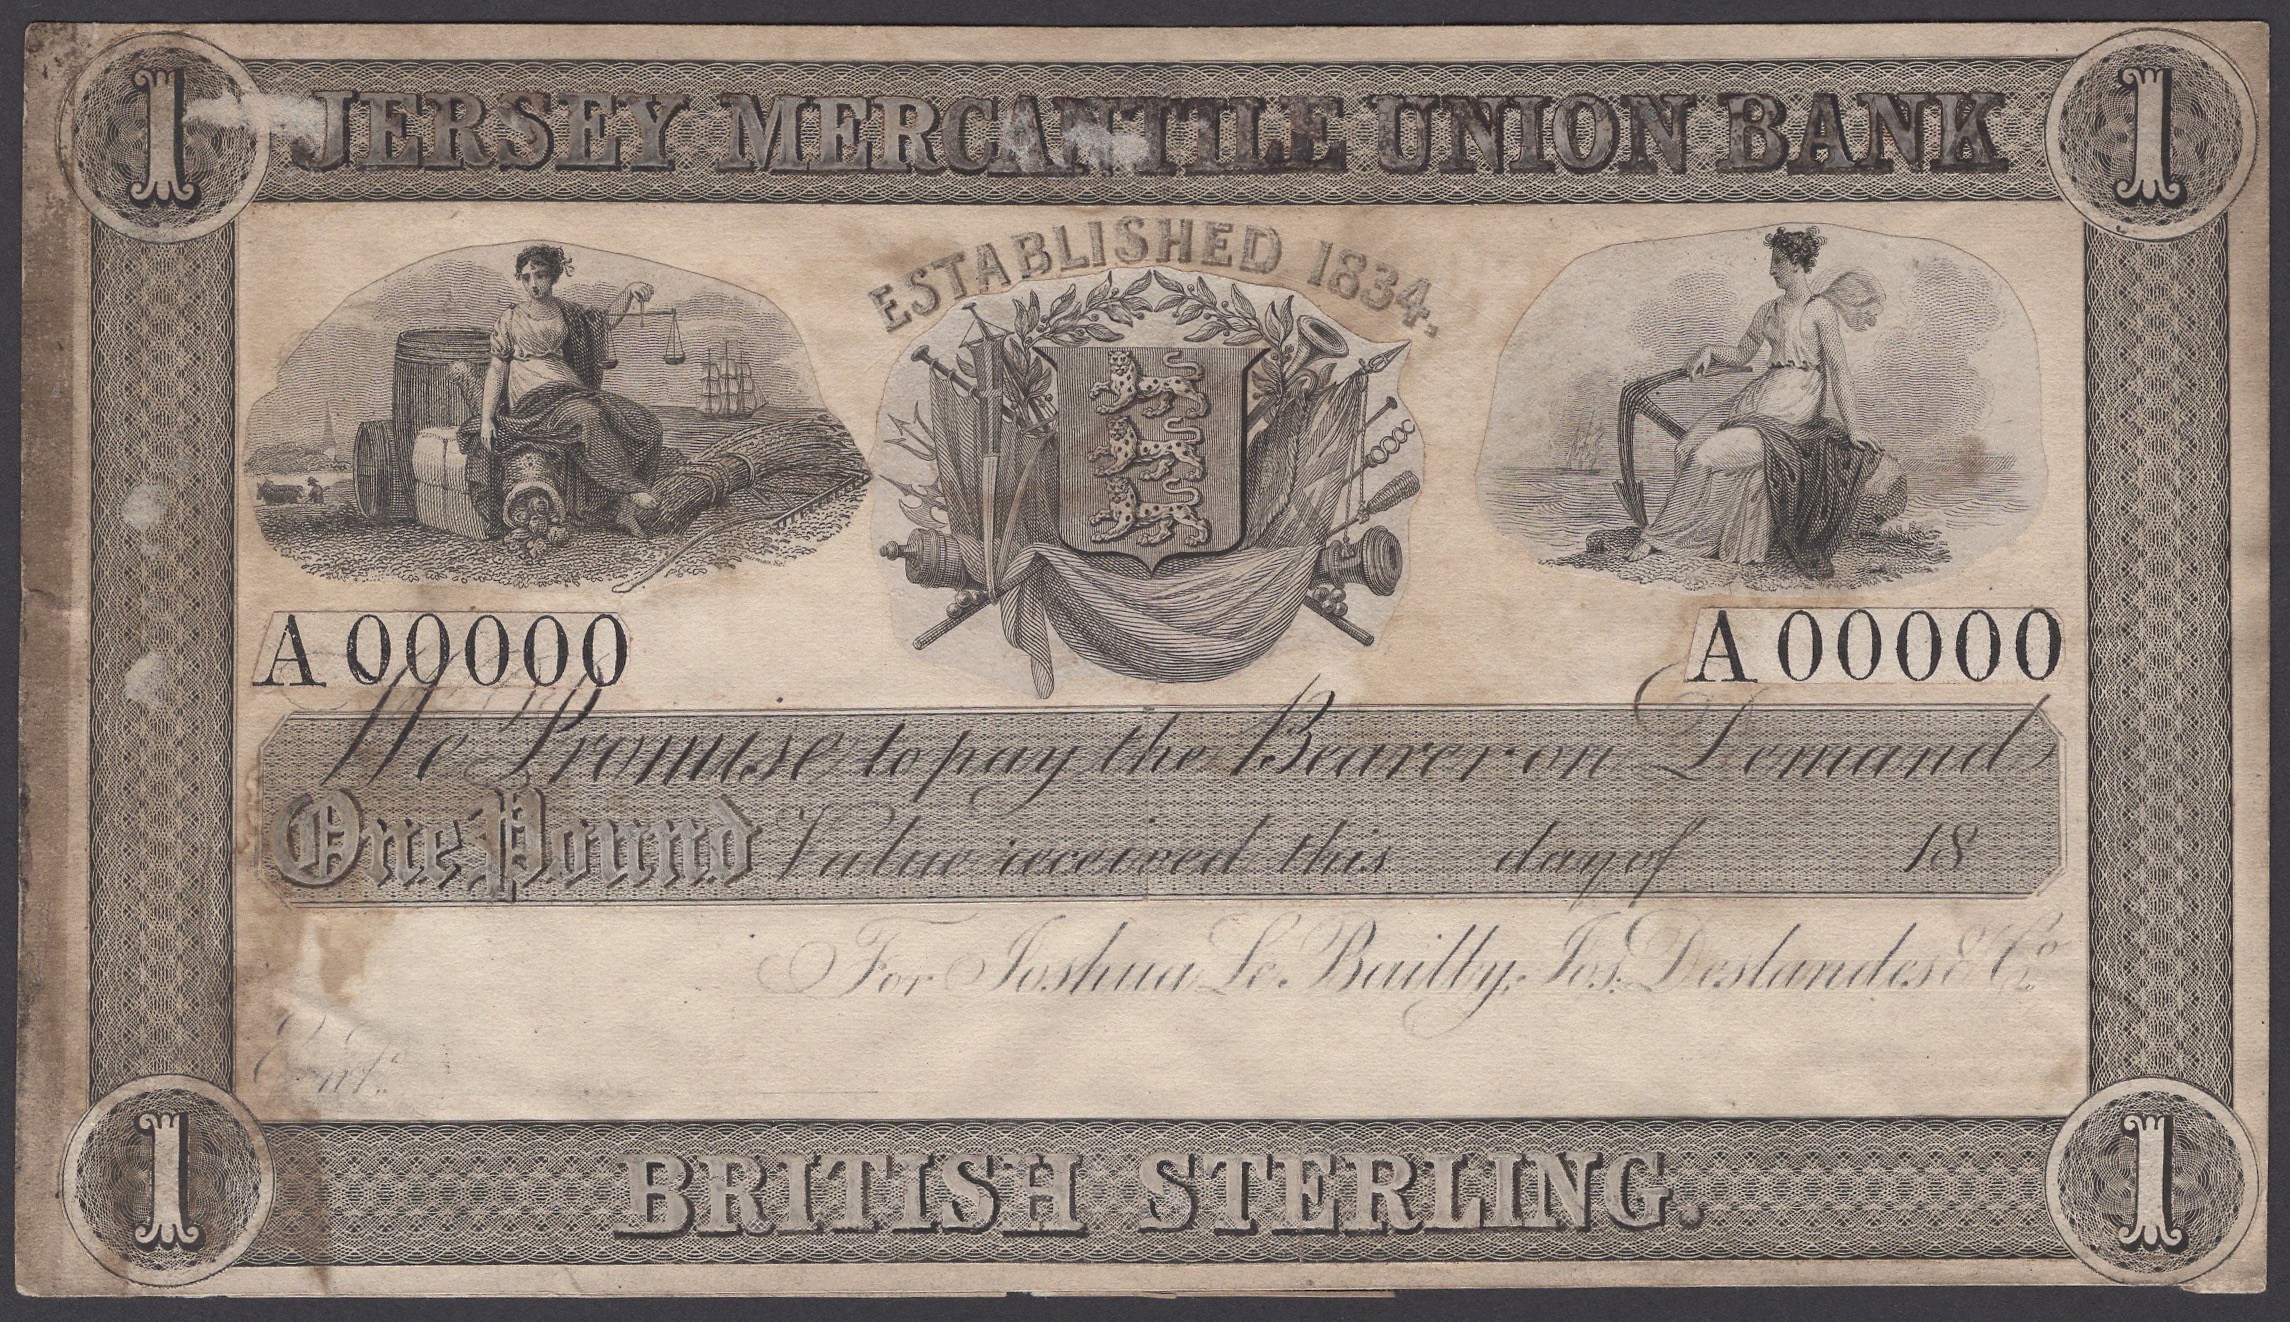 1 JERSEY MERCANTILE UNION BANK 1
ESTABLISHED 1834.
A 00000 A 00000
We Promise to pay the Bearer on Demand
One Pound Value received this day of 18
For Joshua Le Bailly, Jos. Deslandes & Co.
Entd.
1 BRITISH STERLING. 1